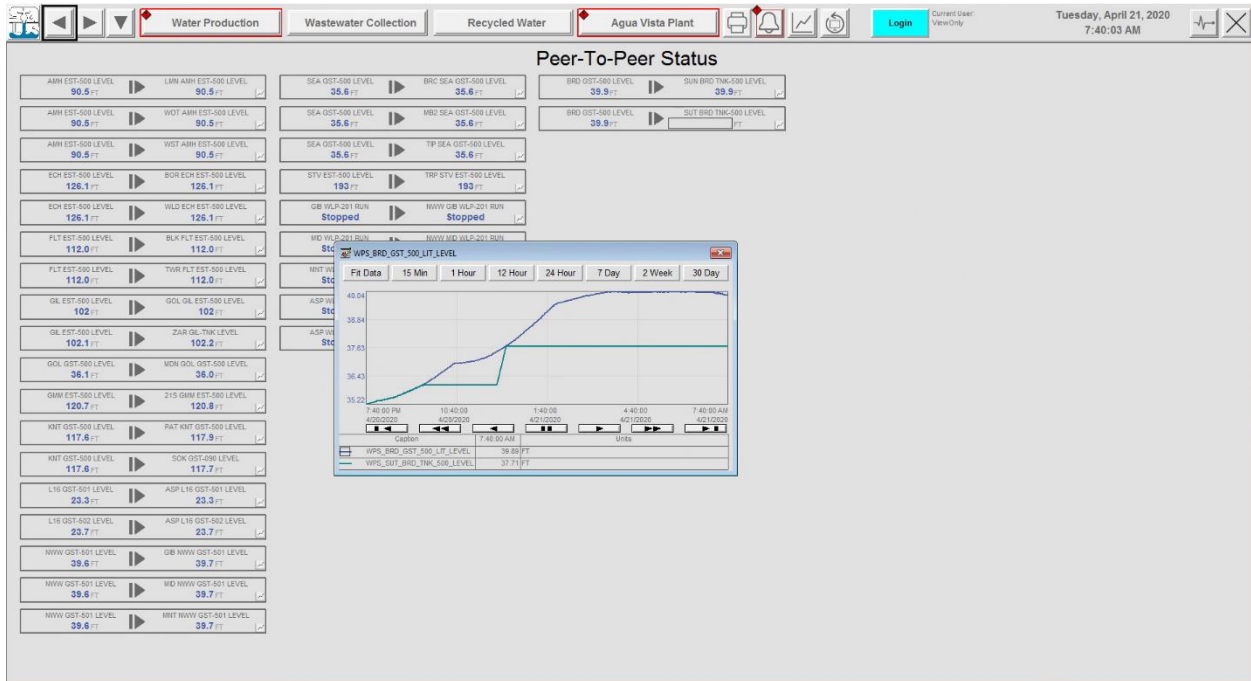 Water Production
Wastewater Collection
Recycled Water
Agua Vista Plant
Login
Current User:
ViewOnly
Tuesday, April 21, 2020
7:40:03 AM
Peer-To-Peer Status
AMH EST-500 LEVEL LMN AMH EST-500 LEVEL
90.5 FT 90.5 FT
AMH EST-500 LEVEL WOT AMH EST-500 LEVEL
90.5 FT 90.5 FT
AMH EST-500 LEVEL WST AMH EST-500 LEVEL
90.5 FT 90.5 FT
ECH EST-500 LEVEL BOR ECH EST-500 LEVEL
126.1 FT 126.1 FT
ECH EST-500 LEVEL WLD ECH EST-500 LEVEL
126.1 FT 126.1 FT
FLT EST-500 LEVEL BLK FLT EST-500 LEVEL
112.0 FT 112.0 FT
FLT EST-500 LEVEL TWR FLT EST-500 LEVEL
112.0 FT 112.0 FT
GIL EST-500 LEVEL GOL GIL EST-500 LEVEL
102 FT 102 FT
GIL EST-500 LEVEL ZAR GIL-TNK LEVEL
102.1 FT 102.2 FT
GOL GST-500 LEVEL MDN GOL GST-500 LEVEL
36.1 FT 36.0 FT
GMM EST-500 LEVEL 21S GMM EST-500 LEVEL
120.7 FT 120.8 FT
KNT GST-500 LEVEL PAT KNT GST-500 LEVEL
117.6 FT 117.9 FT
KNT GST-500 LEVEL SOK GST-090 LEVEL
117.6 FT 117.7 FT
L16 GST-501 LEVEL ASP L16 GST-501 LEVEL
23.3 FT 23.3 FT
L16 GST-502 LEVEL ASP L16 GST-502 LEVEL
23.7 FT 23.7 FT
NWW GST-501 LEVEL GIB NWW GST-501 LEVEL
39.6 FT 39.7 FT
NWW GST-501 LEVEL MID NWW GST-501 LEVEL
39.6 FT 39.7 FT
NWW GST-501 LEVEL MNT NWW GST-501 LEVEL
39.6 FT 39.7 FT
SEA GST-500 LEVEL BRC SEA GST-500 LEVEL
35.6 FT 35.6 FT
SEA GST-500 LEVEL MB2 SEA GST-500 LEVEL
35.6 FT 35.6 FT
SEA GST-500 LEVEL TIP SEA GST-500 LEVEL
35.6 FT 35.6 FT
STV EST-500 LEVEL TRP STV EST-500 LEVEL
193 FT 193 FT
GIB WLP-201 RUN NWW GIB WLP-201 RUN
Stopped Stopped
MID WLP-201 RUN NWW MID WLP-201 RUN
Sto
MNT WL
Sto
ASP WL
Sto
ASP WL
Sto
BRD GST-500 LEVEL SUN BRD TNK-500 LEVEL
39.9 FT 39.9 FT
BRD GST-500 LEVEL SUT BRD TNK-500 LEVEL
39.9 FT FT
WPS_BRD_GST_500_LIT_LEVEL
Fit Data 15 Min 1 Hour 12 Hour 24 Hour 7 Day 2 Week 30 Day
40.04
38.84
37.63
36.43
35.22
7:40:00 PM 10:40:00 1:40:00 4:40:00 7:40:00 AM
4/20/2020 4/20/2020 4/21/2020 4/21/2020 4/21/2020
Caption 7:40:00 AM Units
WPS_BRD_GST_500_LIT_LEVEL 39.89 FT
WPS_SUT_BRD_TNK_500_LEVEL 37.71 FT